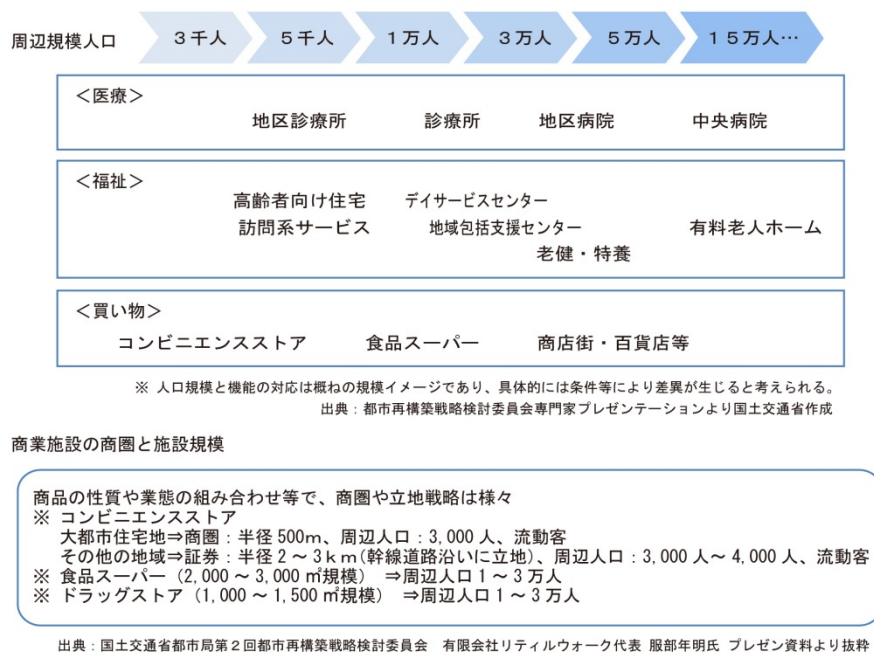 周辺規模人口 3千人 5千人 1万人 3万人 5万人 15万人…
<医療>
地区診療所 診療所 地区病院 中央病院
<福祉>
高齢者向け住宅 デイサービスセンター
訪問系サービス 地域包括支援センター 有料老人ホーム
老健・特養
<買い物>
コンビニエンスストア 食品スーパー 商店街・百貨店等
※ 人口規模と機能の対応は概ねの規模イメージであり、具体的には条件等により差異が生じると考えられる。
出典：都市再構築戦略検討委員会専門家プレゼンテーションより国土交通省作成
商業施設の商圏と施設規模
商品の性質や業態の組み合わせ等で、商圏や立地戦略は様々
※ コンビニエンスストア
大都市住宅地⇒商圏：半径500m、周辺人口：3,000人、流動客
その他の地域⇒証券：半径2～3km(幹線道路沿いに立地)、周辺人口：3,000人～4,000人、流動客
※ 食品スーパー（2,000～3,000㎡規模） ⇒周辺人口1～3万人
※ ドラッグストア（1,000～1,500㎡規模） ⇒周辺人口1～3万人
出典：国土交通省都市局第2回都市再構築戦略検討委員会 有限会社リティルウォーク代表 服部年明氏 プレゼン資料より抜粋